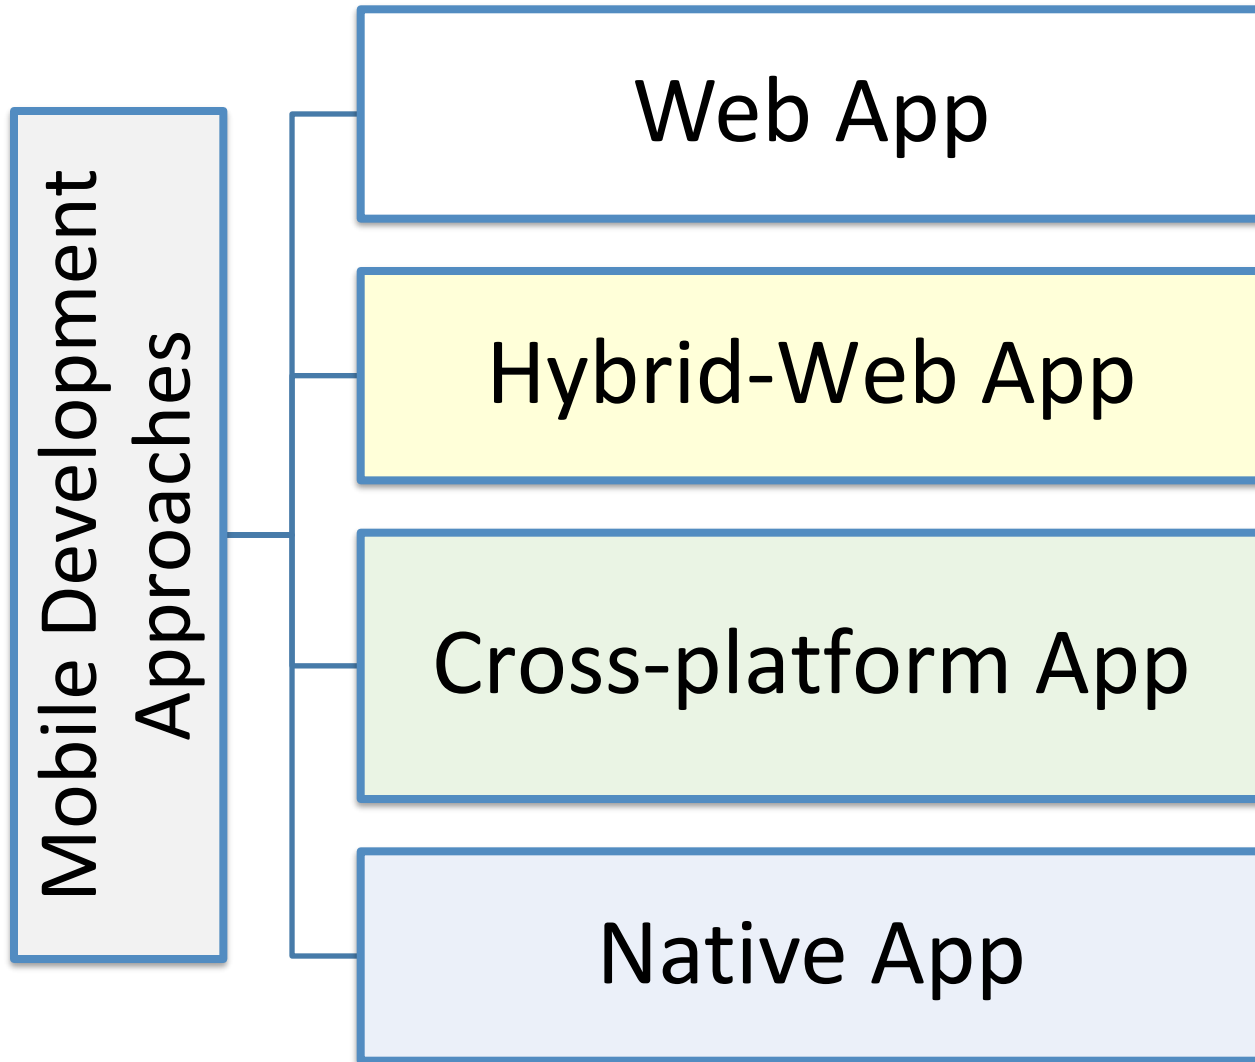 Mobile Development
Approaches
Web App
Hybrid-Web App
Cross-platform App
Native App